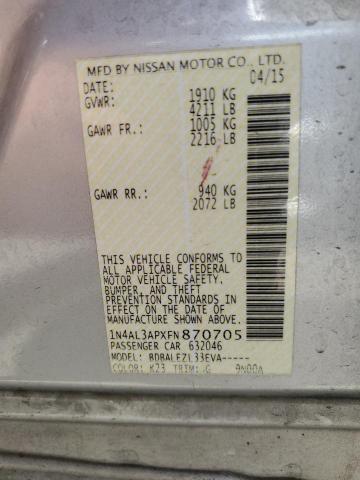 MFD BY NISSAN MOTOR CO., LTD.
DATE: 04/15
GVWR: 1910 KG
4211 LB
GAWR FR.: 1005 KG
2216 LB
GAWR RR.: 940 KG
2072 LB
THIS VEHICLE CONFORMS TO
ALL APPLICABLE FEDERAL
MOTOR VEHICLE SAFETY,
BUMPER, AND THEFT
PREVENTION STANDARDS
IN EFFECT ON THE DATE OF
MANUFACTURE SHOWN ABOVE.
1N4AL3APXFN870705
PASSENGER CAR 632046
MODEL: BDBALEZL33EVA-----
COLOR: K23 TRIM: G 9N00A